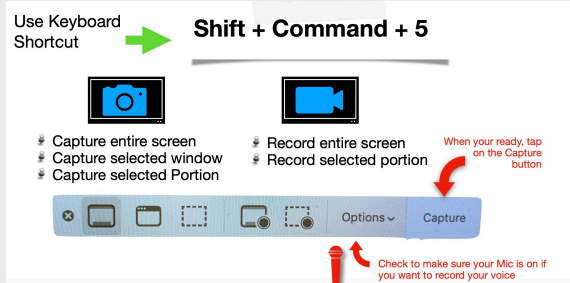 Use Keyboard
Shortcut
Shift + Command + 5
Capture entire screen
Capture selected window
Capture selected Portion
Record entire screen
Record selected portion
When your ready, tap
on the Capture
button
Options
Capture
Check to make sure your Mic is on if
you want to record your voice